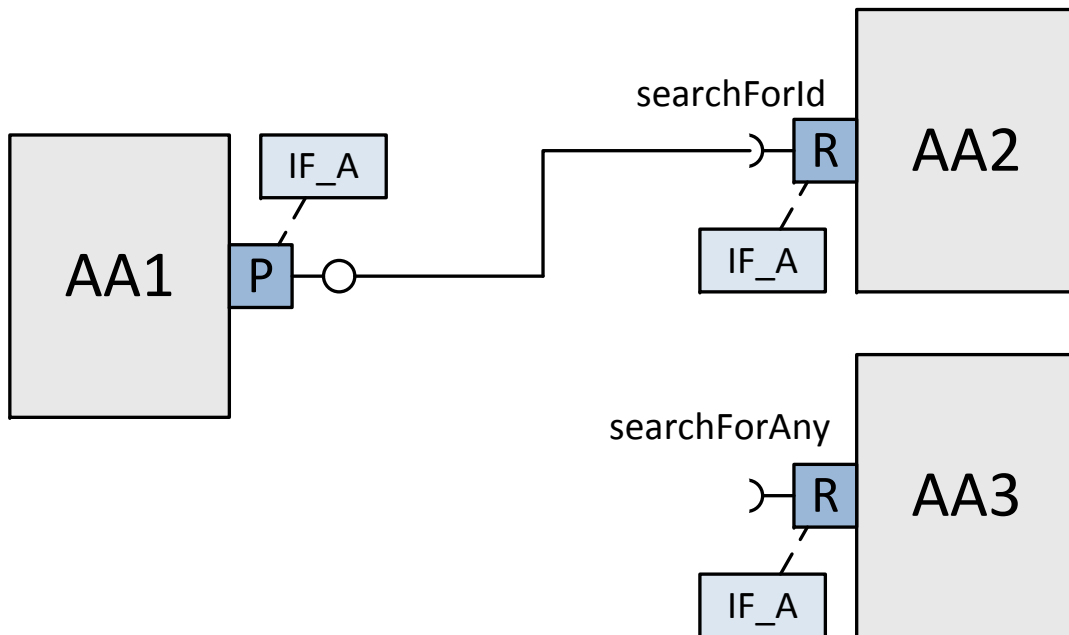 searchForId
IF_A
R
AA2
AA1
P
IF_A
searchForAny
R
AA3
IF_A